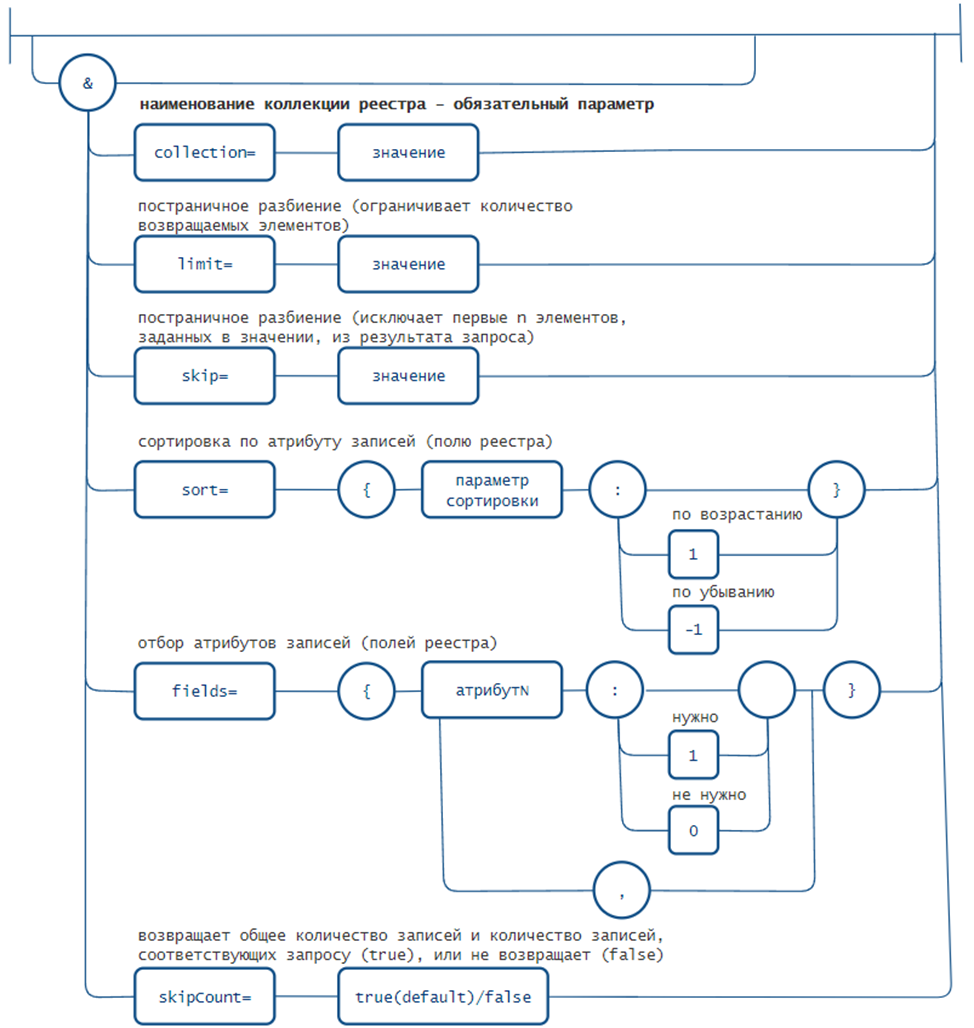 &
наименование коллекции реестра – обязательный параметр
collection=
значение
постраничное разбиение (ограничивает количество
возвращаемых элементов)
limit=
значение
постраничное разбиение (исключает первые n элементов,
заданных в значении, из результата запроса)
skip=
значение
сортировка по атрибуту записей (полю реестра)
sort=
{
параметр
сортировки
:
}
по возрастанию
1
по убыванию
-1
отбор атрибутов записей (полей реестра)
fields=
{
атрибутN
:
}
нужно
1
не нужно
0
,
возвращает общее количество записей и количество записей,
соответствующих запросу (true), или не возвращает (false)
skipCount=
true(default)/false